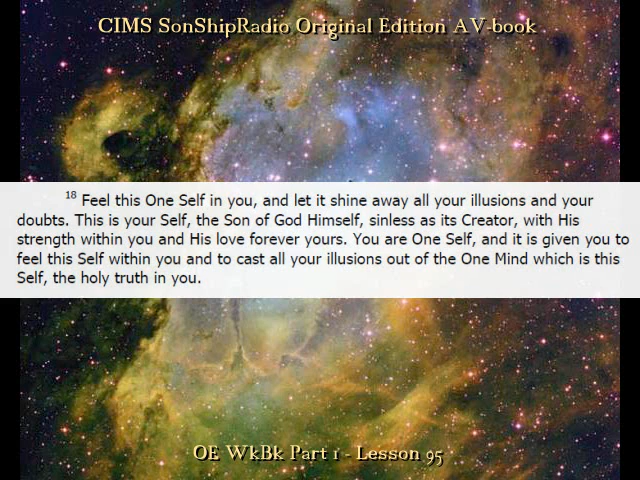 CIMS SonShipRadio Original Edition AV-book
18 Feel this One Self in you, and let it shine away all your illusions and your
doubts. This is your Self, the Son of God Himself, sinless as its Creator, with His
strength within you and His love forever yours. You are One Self, and it is given you to
feel this Self within you and to cast all your illusions out of the One Mind which is this
Self, the holy truth in you.
OE WkBk Part 1 - Lesson 95